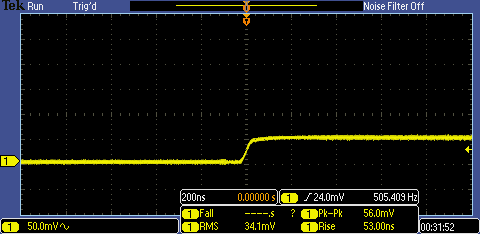 Tek Run Trig'd Noise Filter Off
T
1
200ns 0.00000 s 1 24.0mV 505.409 Hz
1 Fall ----.s ? 1 Pk-Pk 56.0mV
1 50.0mV 1 RMS 34.1mV 1 Rise 53.00ns 00:31:52